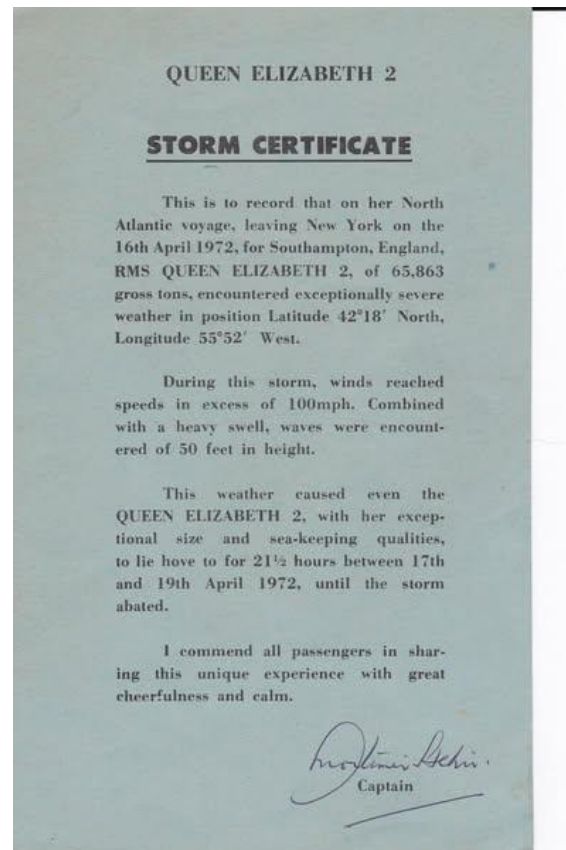 QUEEN ELIZABETH 2
STORM CERTIFICATE
This is to record that on her North
Atlantic voyage, leaving New York on the
16th April 1972, for Southampton, England,
RMS QUEEN ELIZABETH 2, of 65,863
gross tons, encountered exceptionally severe
weather in position Latitude 42°18′ North,
Longitude 55°52′ West.
During this storm, winds reached
speeds in excess of 100mph. Combined
with a heavy swell, waves were encount-
ered of 50 feet in height.
This weather caused even the
QUEEN ELIZABETH 2, with her excep-
tional size and sea-keeping qualities,
to lie hove to for 21½ hours between 17th
and 19th April 1972, until the storm
abated.
I commend all passengers in shar-
ing this unique experience with great
cheerfulness and calm.
Mortimer Hehir.
Captain